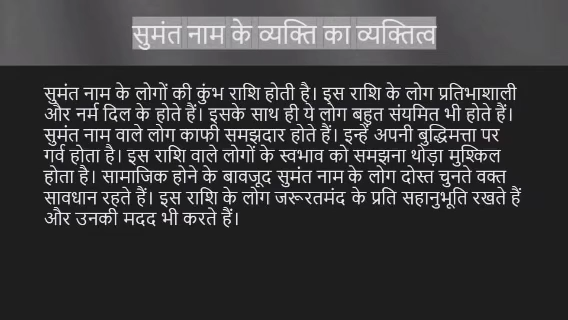 सुमंत नाम के व्यक्ति का व्यक्तित्व
सुमंत नाम के लोगों की कुंभ राशि होती है। इस राशि के लोग प्रतिभाशाली
और नर्म दिल के होते हैं। इसके साथ ही ये लोग बहुत संयमित भी होते हैं।
सुमंत नाम वाले लोग काफी समझदार होते हैं। इन्हें अपनी बुद्धिमत्ता पर
गर्व होता है। इस राशि वाले लोगों के स्वभाव को समझना थोड़ा मुश्किल
होता है। सामाजिक होने के बावजूद सुमंत नाम के लोग दोस्त चुनते वक्त
सावधान रहते हैं। इस राशि के लोग जरूरतमंद के प्रति सहानुभूति रखते हैं
और उनकी मदद भी करते हैं।